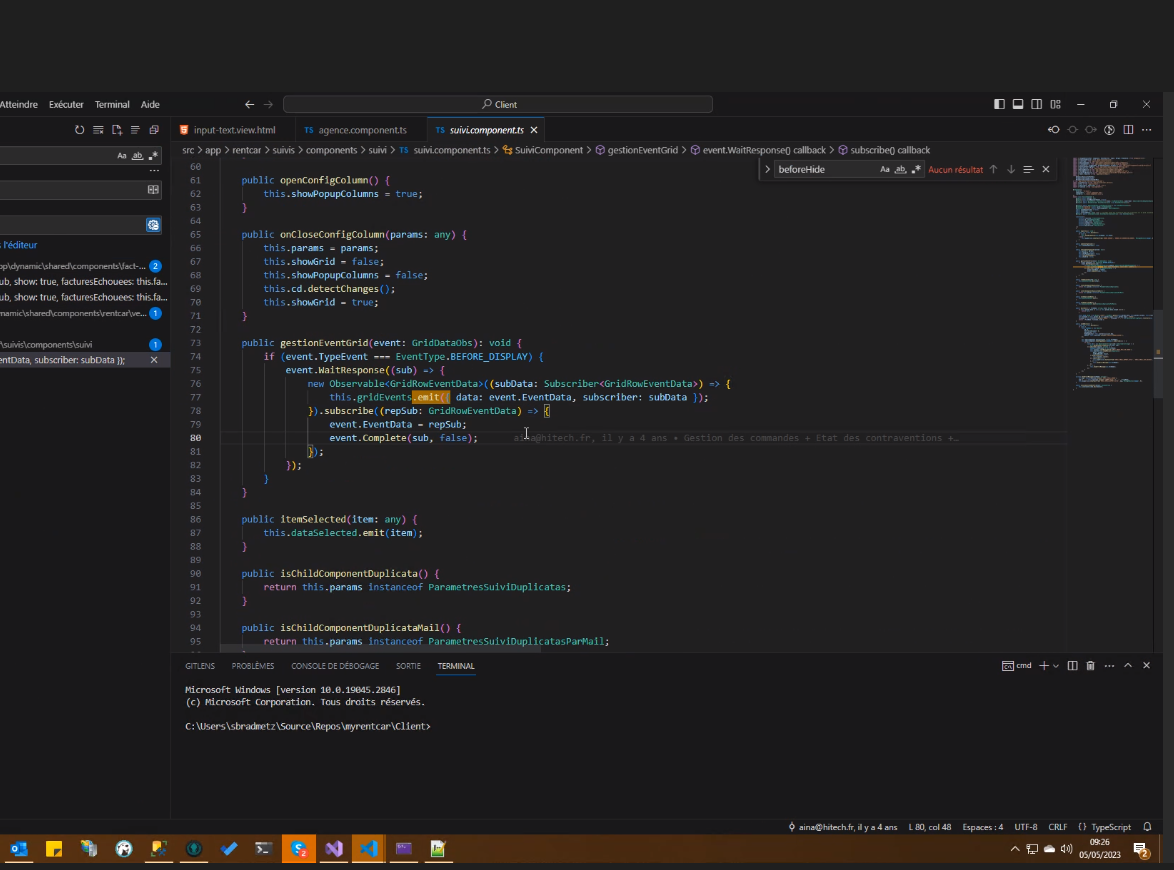 Atteindre Exécuter Terminal Aide
Client
input-text.view.html
TS agence.component.ts
TS suivi.component.ts
src > app > rentcar > suivis > components > suivi > TS suivi.component.ts > SuiviComponent > gestionEventGrid > event.WaitResponse() callback > subscribe() callback
beforeHide
Aa ab .*
Aucun résultat
Aa ab .*
...
l'éditeur
op\dynamic\shared\components\fact-... 2
ub, show: true, facturesEchouees: this.fa
ub, show: true, facturesEchouees: this.fa
namic\shared\components\rentcar\ve... 1
\suivis\components\suivi 1
entData, subscriber: subData });
60
61 public openConfigColumn() {
62 this.showPopupColumns = true;
63 }
64
65 public onCloseConfigColumn(params: any) {
66 this.params = params;
67 this.showGrid = false;
68 this.showPopupColumns = false;
69 this.cd.detectChanges();
70 this.showGrid = true;
71 }
72
73 public gestionEventGrid(event: GridDataObs): void {
74 if (event.TypeEvent === EventType.BEFORE_DISPLAY) {
75 event.WaitResponse((sub) => {
76 new Observable<GridRowEventData>((subData: Subscriber<GridRowEventData>) => {
77 this.gridEvents.emit({ data: event.EventData, subscriber: subData });
78 }).subscribe((repSub: GridRowEventData) => {
79 event.EventData = repSub;
80 event.Complete(sub, false); aina@hitech.fr, il y a 4 ans • Gestion des commandes + Etat des contraventions +…
81 });
82 });
83 }
84 }
85
86 public itemSelected(item: any) {
87 this.dataSelected.emit(item);
88 }
89
90 public isChildComponentDuplicata() {
91 return this.params instanceof ParametresSuiviDuplicatas;
92 }
93
94 public isChildComponentDuplicataMail() {
95 return this.params instanceof ParametresSuiviDuplicatasParMail;
GITLENS PROBLÈMES CONSOLE DE DÉBOGAGE SORTIE TERMINAL
cmd
Microsoft Windows [version 10.0.19045.2846]
(c) Microsoft Corporation. Tous droits réservés.
C:\Users\sbradmetz\Source\Repos\myrentcar\Client>
aina@hitech.fr, il y a 4 ans L 80, col 48 Espaces : 4 UTF-8 CRLF {} TypeScript
09:26
05/05/2023
2